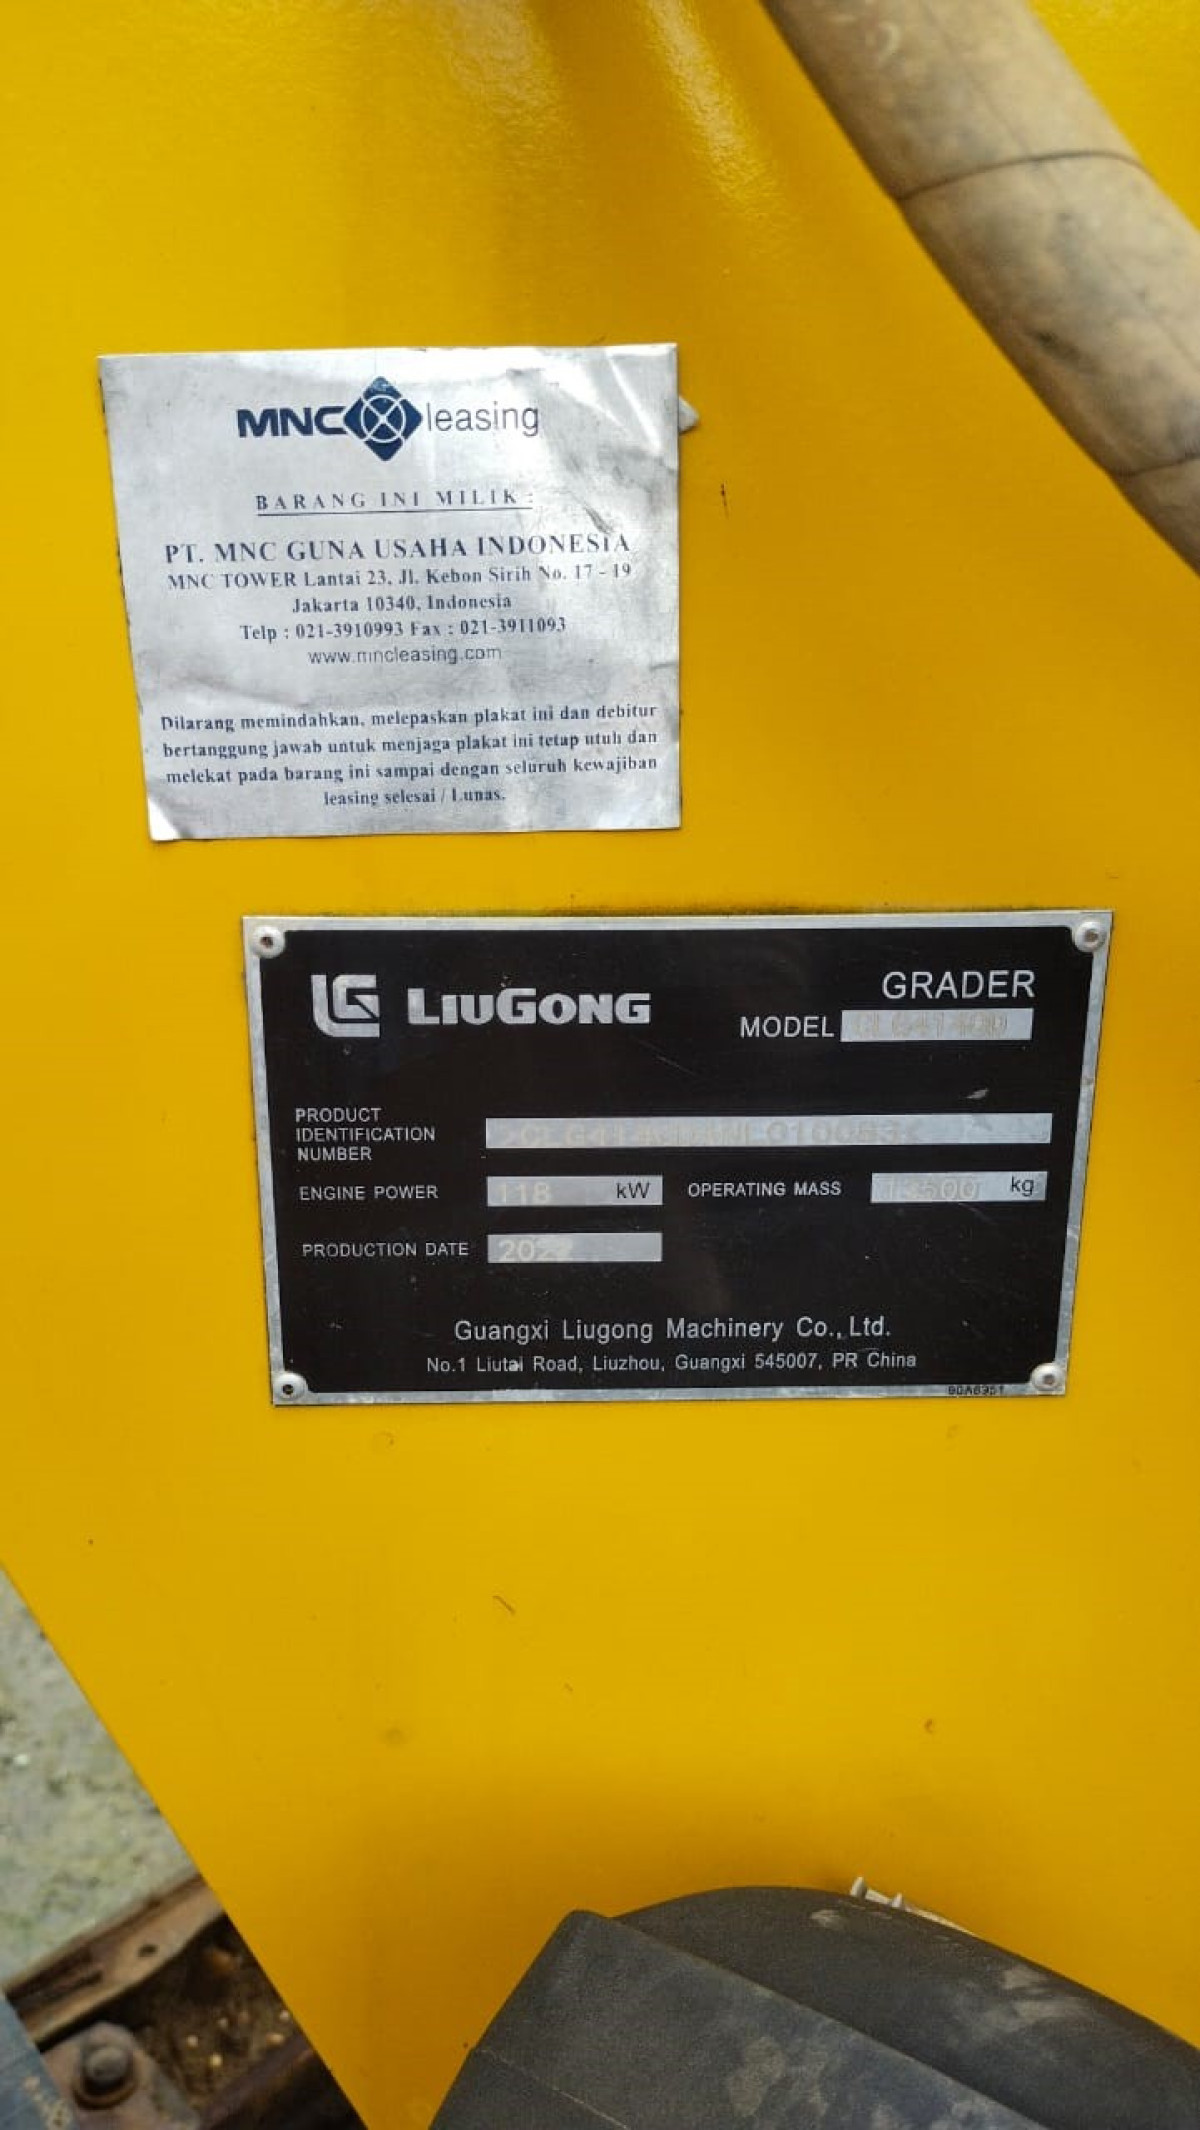 MNC leasing
BARANG INI MILIK :
PT. MNC GUNA USAHA INDONESIA
MNC TOWER Lantai 23, Jl. Kebon Sirih No. 17 - 19
Jakarta 10340, Indonesia
Telp : 021-3910993 Fax : 021-3911093
www.mncleasing.com
Dilarang memindahkan, melepaskan plakat ini dan debitur
bertanggung jawab untuk menjaga plakat ini tetap utuh dan
melekat pada barang ini sampai dengan seluruh kewajiban
leasing selesai / Lunas.
LG LIUGONG
GRADER
MODEL
PRODUCT
IDENTIFICATION
NUMBER
ENGINE POWER 118 kW OPERATING MASS 13500 kg
PRODUCTION DATE
Guangxi Liugong Machinery Co., Ltd.
No.1 Liutai Road, Liuzhou, Guangxi 545007, PR China